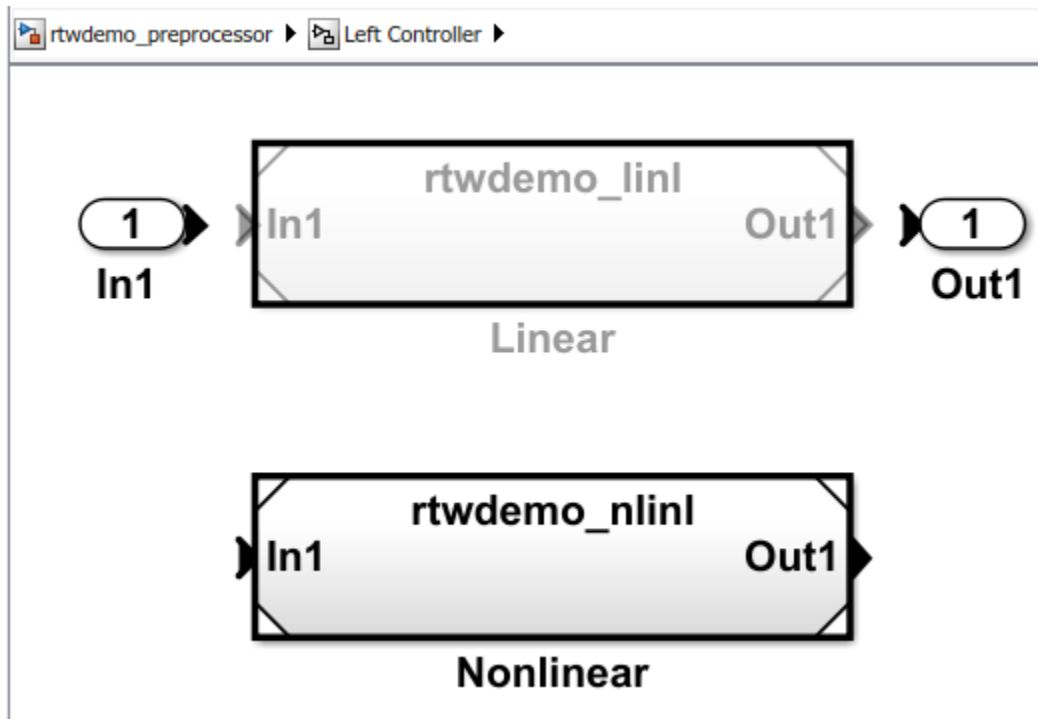 rtwdemo_preprocessor Left Controller
rtwdemo_linl
1 In1 Out1 1
In1 Out1
Linear
rtwdemo_nlinl
In1 Out1
Nonlinear